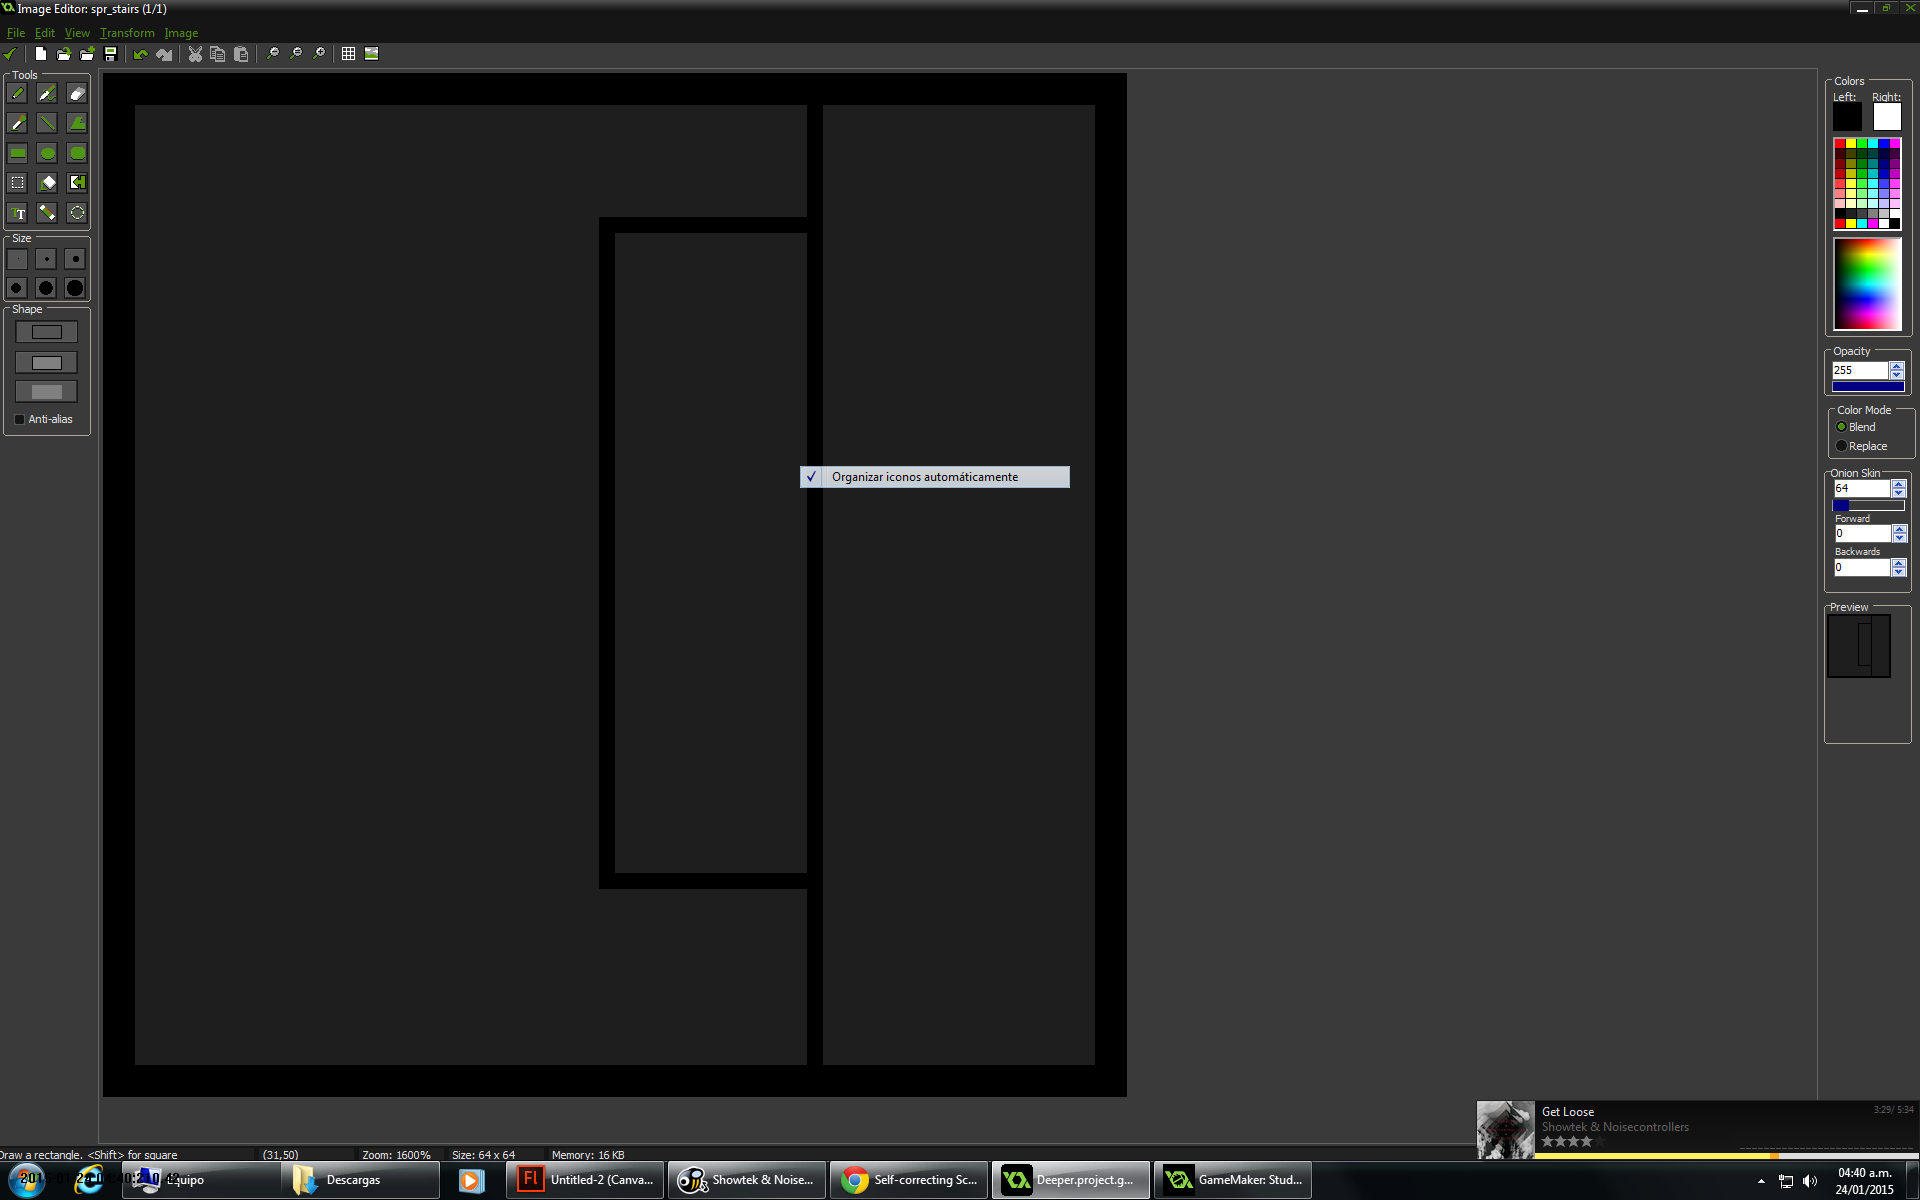 Image Editor: spr_stairs (1/1)
File Edit View Transform Image
Tools
Size
Shape
Anti-alias
Organizar iconos automáticamente
Colors
Left: Right:
Opacity
255
Color Mode
Blend
Replace
Onion Skin
64
Forward
0
Backwards
0
Preview
Get Loose
3:29/ 5:34
Showtek & Noisecontrollers
Draw a rectangle. <Shift> for square
(31,50)
Zoom: 1600%
Size: 64 x 64
Memory: 16 KB
Equipo
Descargas
Untitled-2 (Canva...
Showtek & Noise...
Self-correcting Sc...
Deeper.project.g...
GameMaker: Stud...
04:40 a.m.
24/01/2015